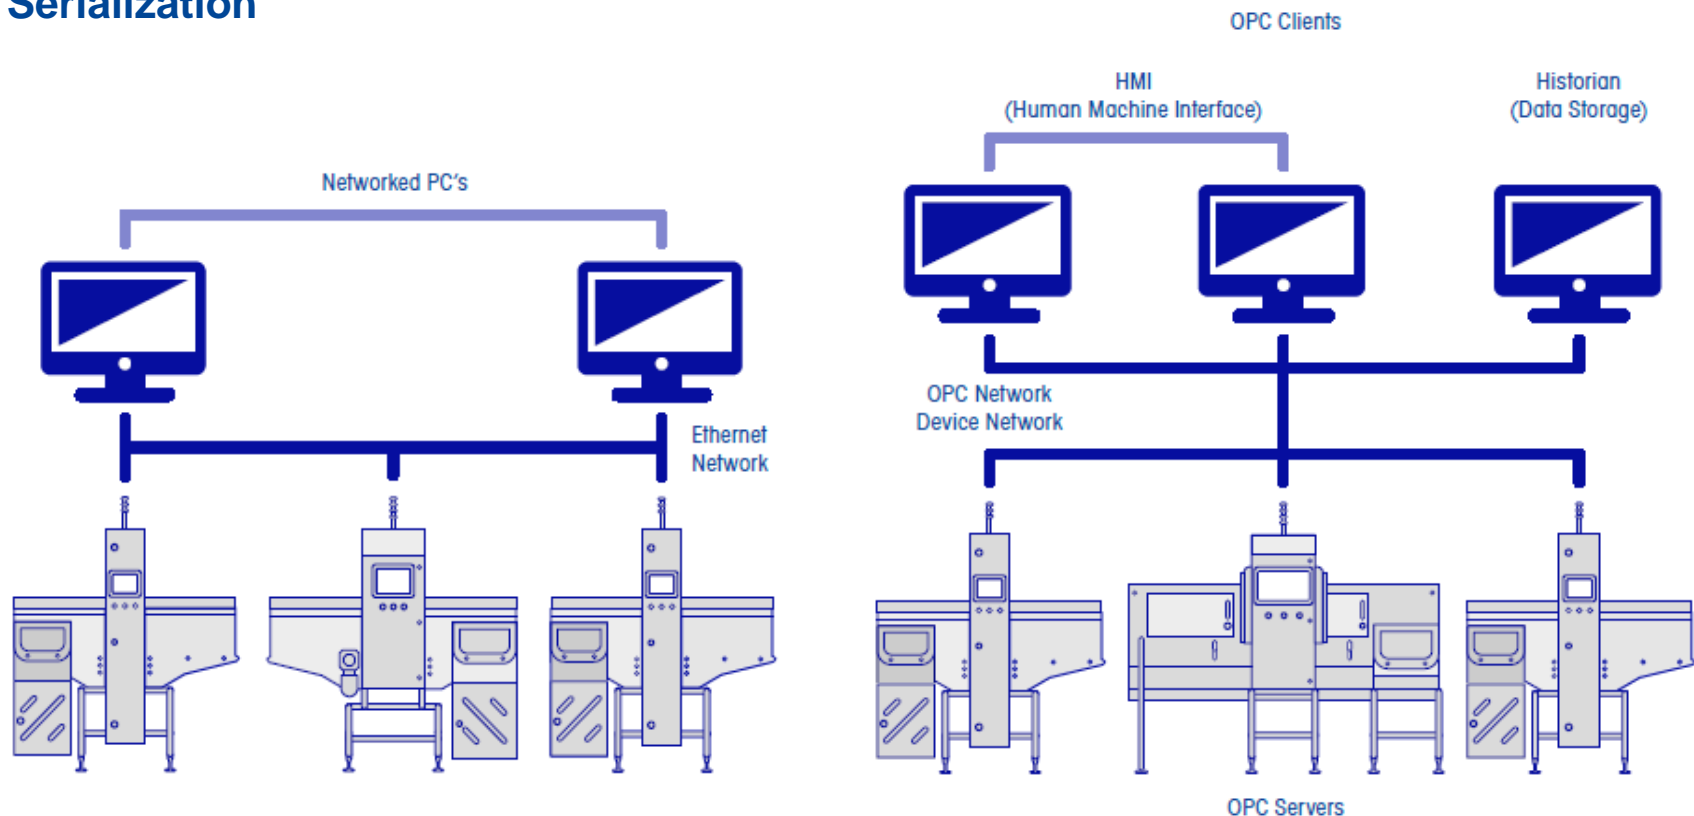 Serialization
Networked PC's
Ethernet
Network
OPC Clients
HMI
(Human Machine Interface)
Historian
(Data Storage)
OPC Network
Device Network
OPC Servers